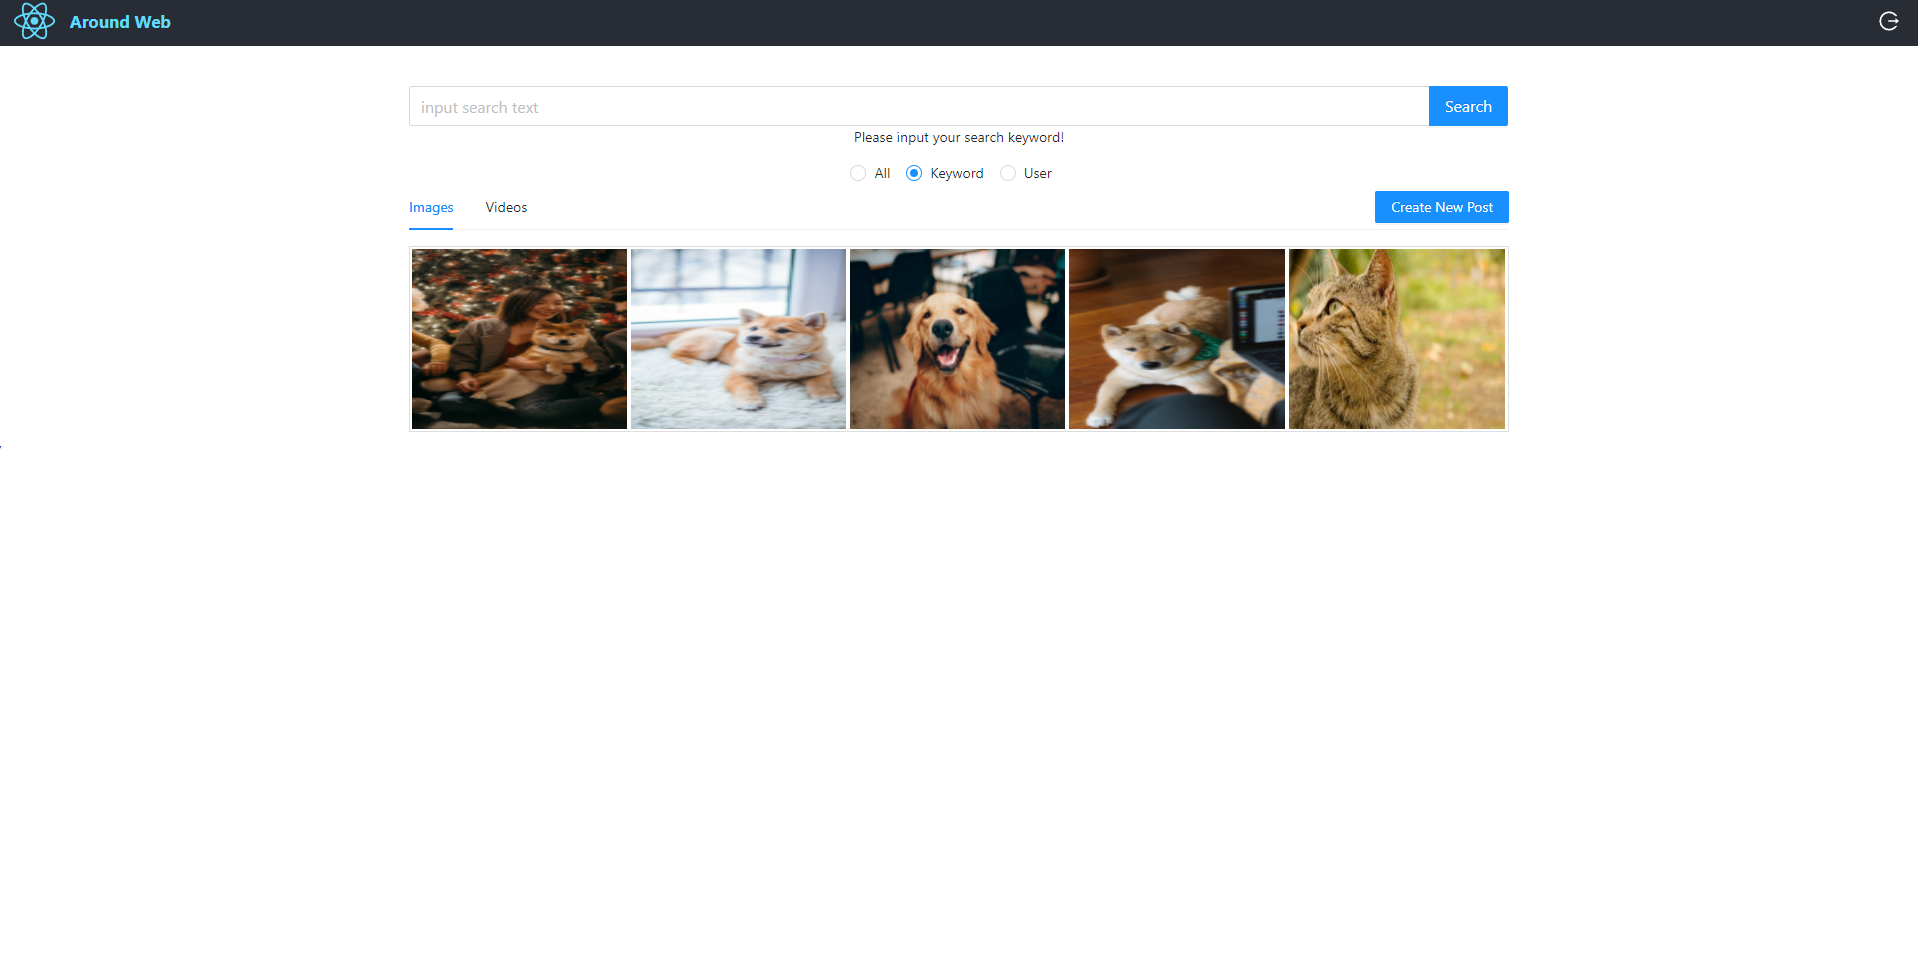 Around Web
input search text
Search
Please input your search keyword!
All Keyword User
Images Videos Create New Post